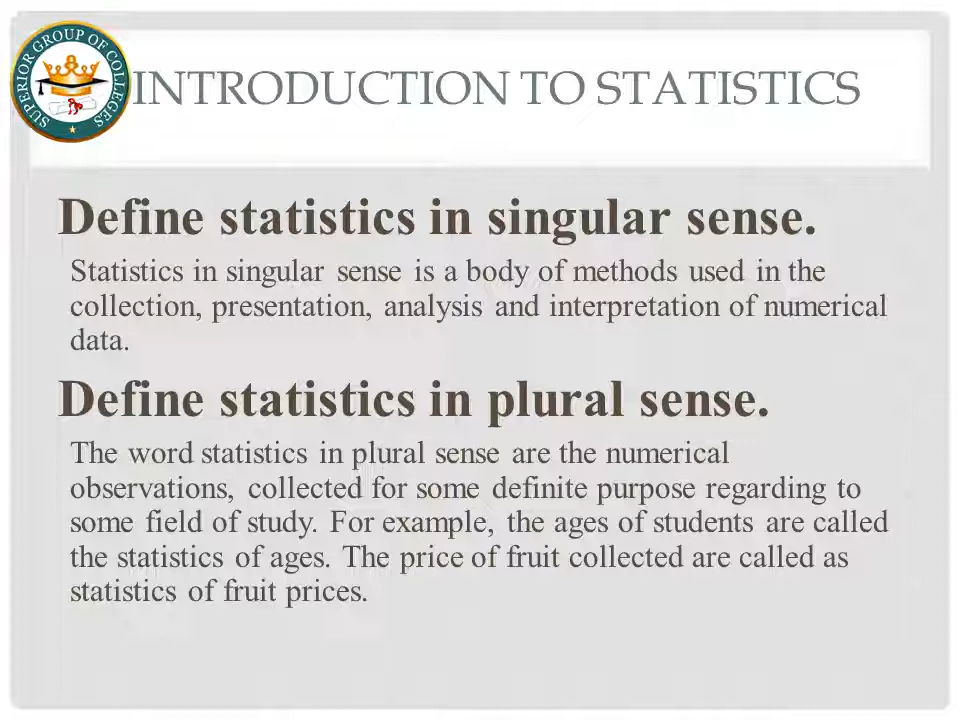 SUPERIOR GROUP OF COLLEGES
INTRODUCTION TO STATISTICS
Define statistics in singular sense.
Statistics in singular sense is a body of methods used in the
collection, presentation, analysis and interpretation of numerical
data.
Define statistics in plural sense.
The word statistics in plural sense are the numerical
observations, collected for some definite purpose regarding to
some field of study. For example, the ages of students are called
the statistics of ages. The price of fruit collected are called as
statistics of fruit prices.